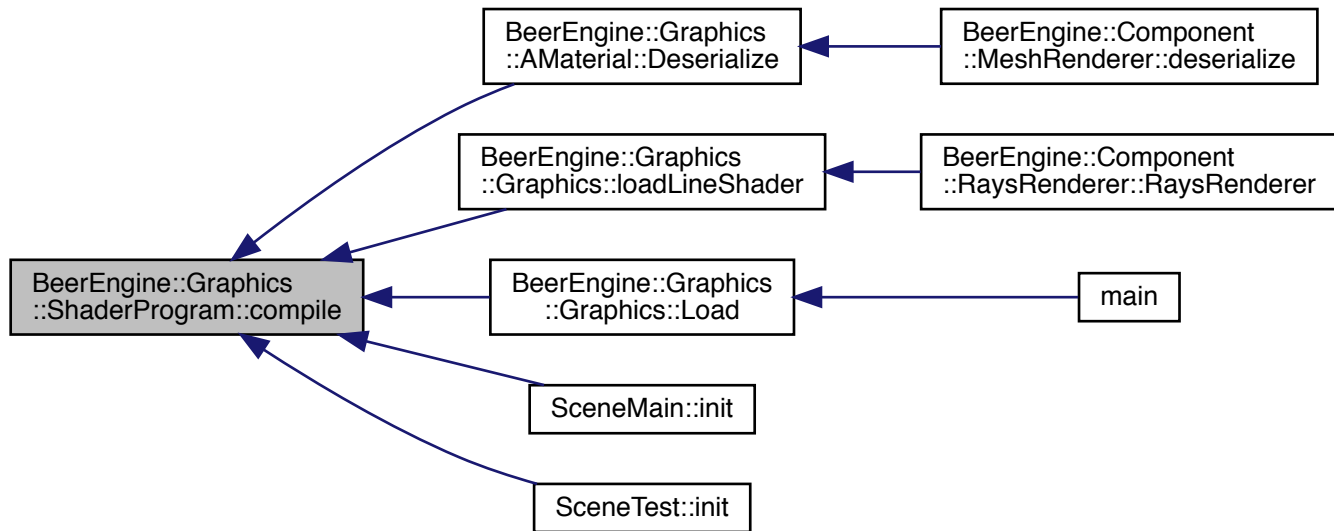 BeerEngine::Graphics
::AMaterial::Deserialize
BeerEngine::Component
::MeshRenderer::deserialize
BeerEngine::Graphics
::Graphics::loadLineShader
BeerEngine::Component
::RaysRenderer::RaysRenderer
BeerEngine::Graphics
::ShaderProgram::compile
BeerEngine::Graphics
::Graphics::Load
main
SceneMain::init
SceneTest::init